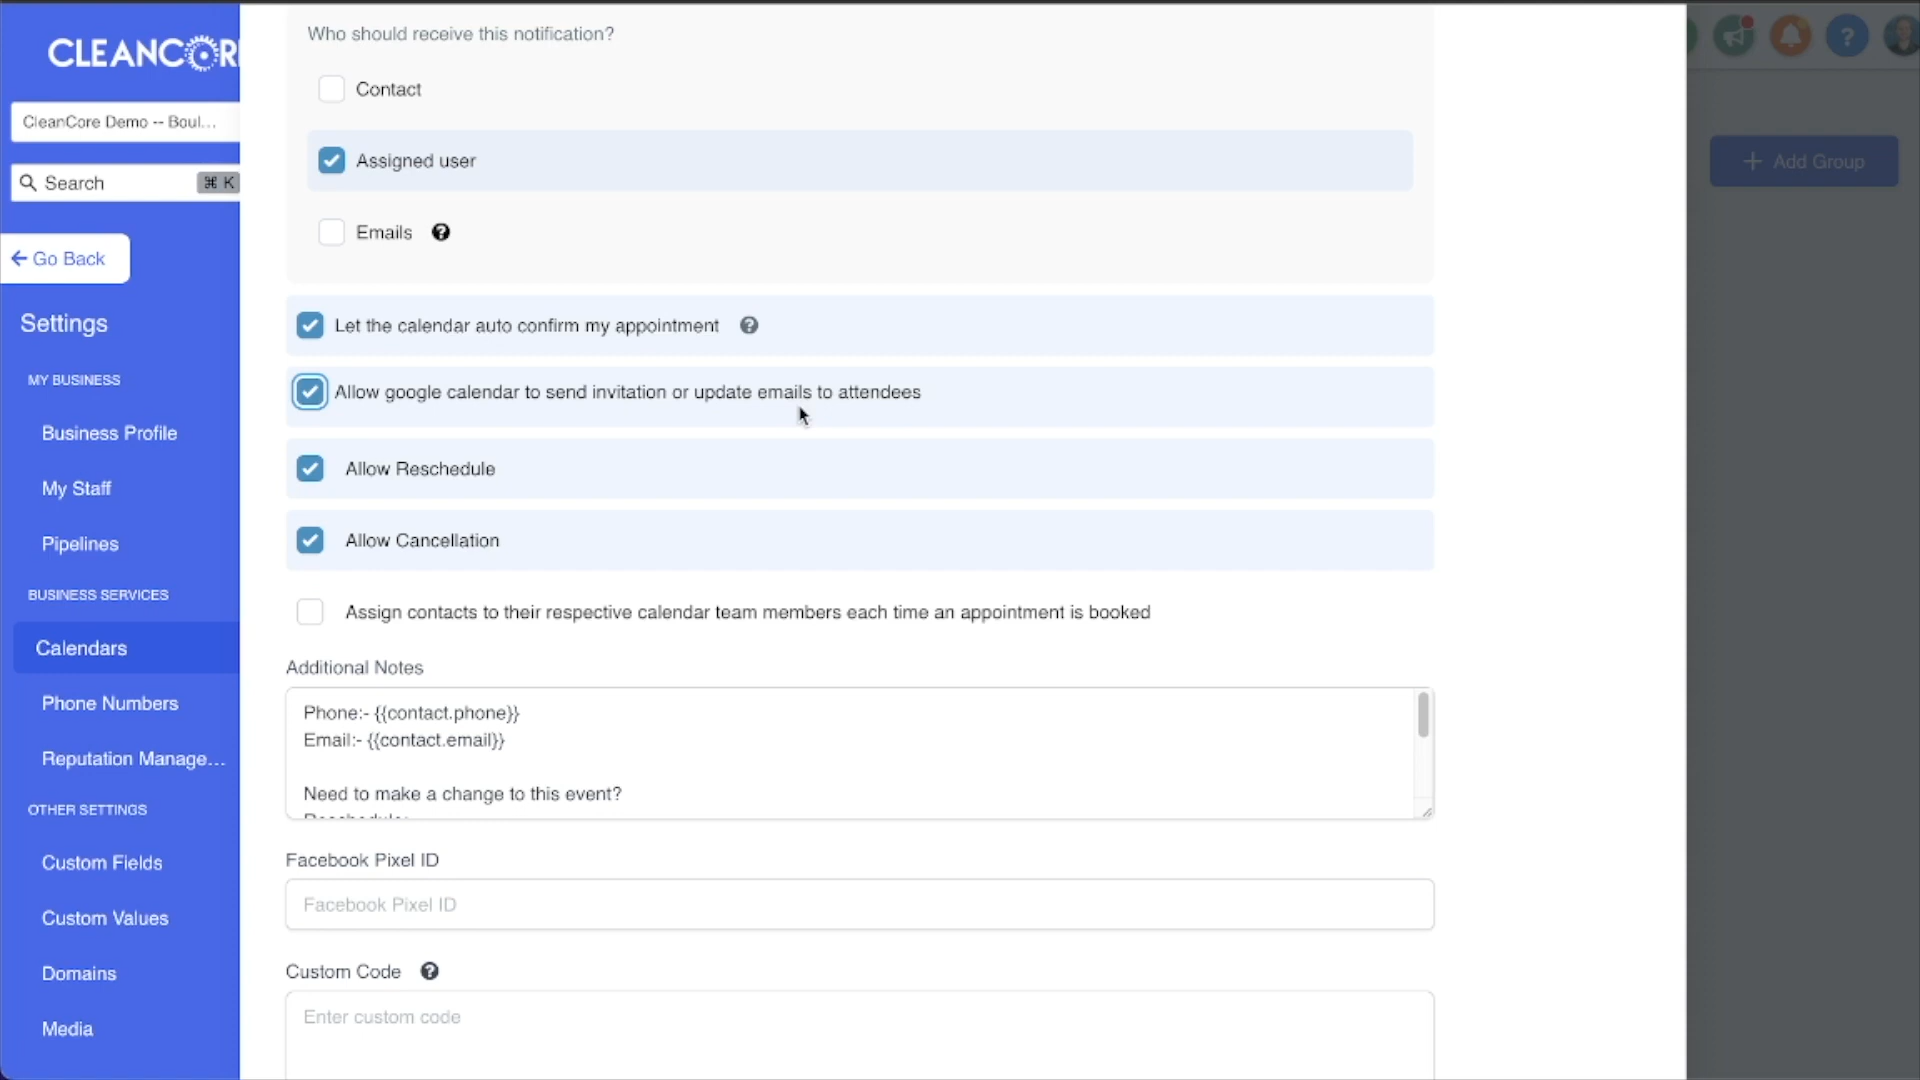 CLEANCOR
CleanCore Demo -- Boul...
Search
⌘ K
Go Back
Settings
MY BUSINESS
Business Profile
My Staff
Pipelines
BUSINESS SERVICES
Calendars
Phone Numbers
Reputation Manage...
OTHER SETTINGS
Custom Fields
Custom Values
Domains
Media
Who should receive this notification?
Contact
Assigned user
Emails ?
Let the calendar auto confirm my appointment ?
Allow google calendar to send invitation or update emails to attendees
Allow Reschedule
Allow Cancellation
Assign contacts to their respective calendar team members each time an appointment is booked
Additional Notes
Phone:- {{contact.phone}}
Email:- {{contact.email}}
Need to make a change to this event?
Reschedule:-
Facebook Pixel ID
Facebook Pixel ID
Custom Code ?
Enter custom code
?
+ Add Group